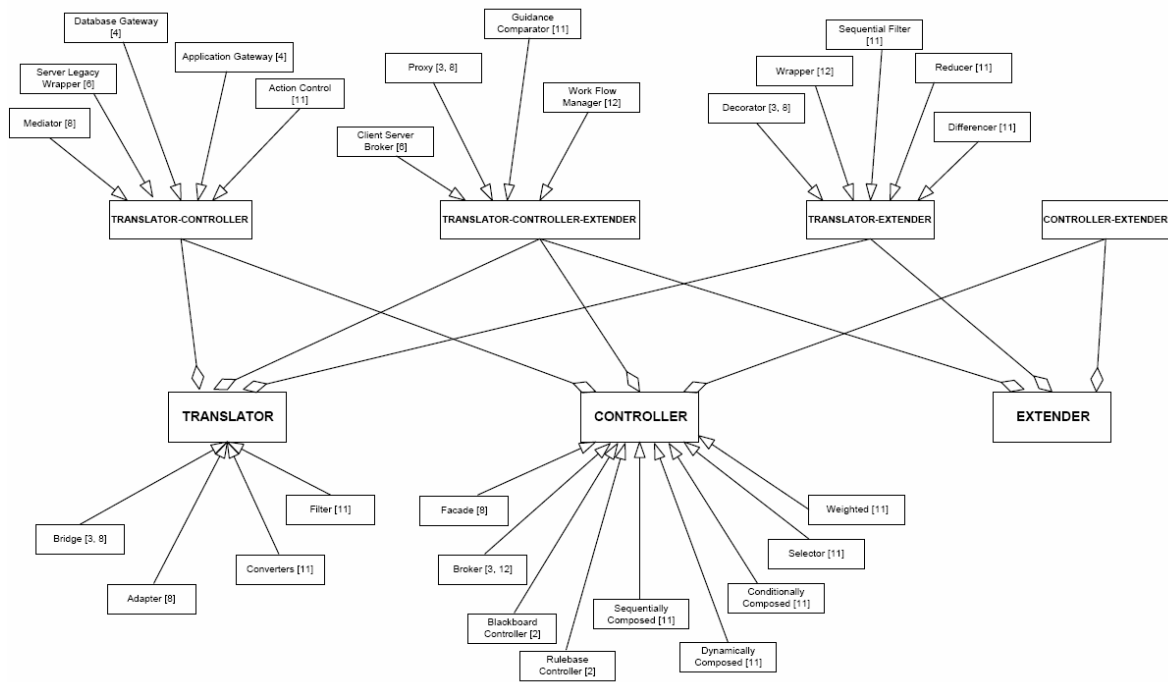 Database Gateway
[4]
Guidance
Comparator [11]
Sequential Filter
[11]
Application Gateway [4]
Proxy [3, 8]
Wrapper [12]
Reducer [11]
Server Legacy
Wrapper [6]
Action Control
[11]
Work Flow
Manager [12]
Decorator [3, 8]
Mediator [8]
Client Server
Broker [6]
Differencer [11]
TRANSLATOR-CONTROLLER
TRANSLATOR-CONTROLLER-EXTENDER
TRANSLATOR-EXTENDER
CONTROLLER-EXTENDER
TRANSLATOR
CONTROLLER
EXTENDER
Filter [11]
Facade [8]
Weighted [11]
Bridge [3, 8]
Selector [11]
Converters [11]
Broker [3, 12]
Adapter [8]
Conditionally
Composed [11]
Sequentially
Composed [11]
Blackboard
Controller [2]
Dynamically
Composed [11]
Rulebase
Controller [2]